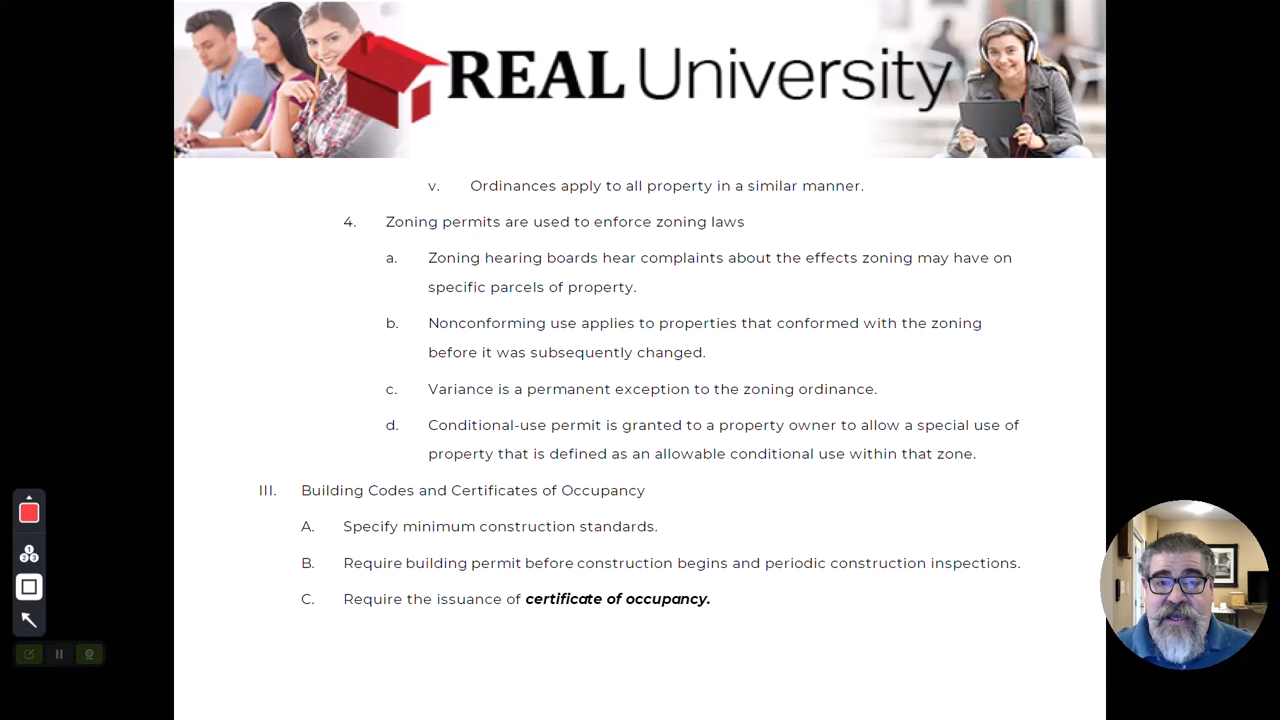 REAL University
v. Ordinances apply to all property in a similar manner.
4. Zoning permits are used to enforce zoning laws
a. Zoning hearing boards hear complaints about the effects zoning may have on
specific parcels of property.
b. Nonconforming use applies to properties that conformed with the zoning
before it was subsequently changed.
c. Variance is a permanent exception to the zoning ordinance.
d. Conditional-use permit is granted to a property owner to allow a special use of
property that is defined as an allowable conditional use within that zone.
III. Building Codes and Certificates of Occupancy
A. Specify minimum construction standards.
B. Require building permit before construction begins and periodic construction inspections.
C. Require the issuance of certificate of occupancy.